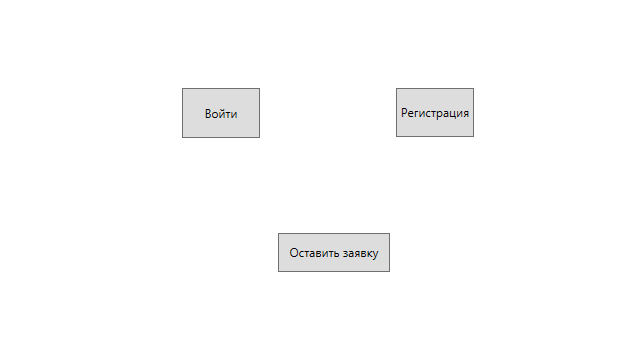 Войти
Регистрация
Оставить заявку